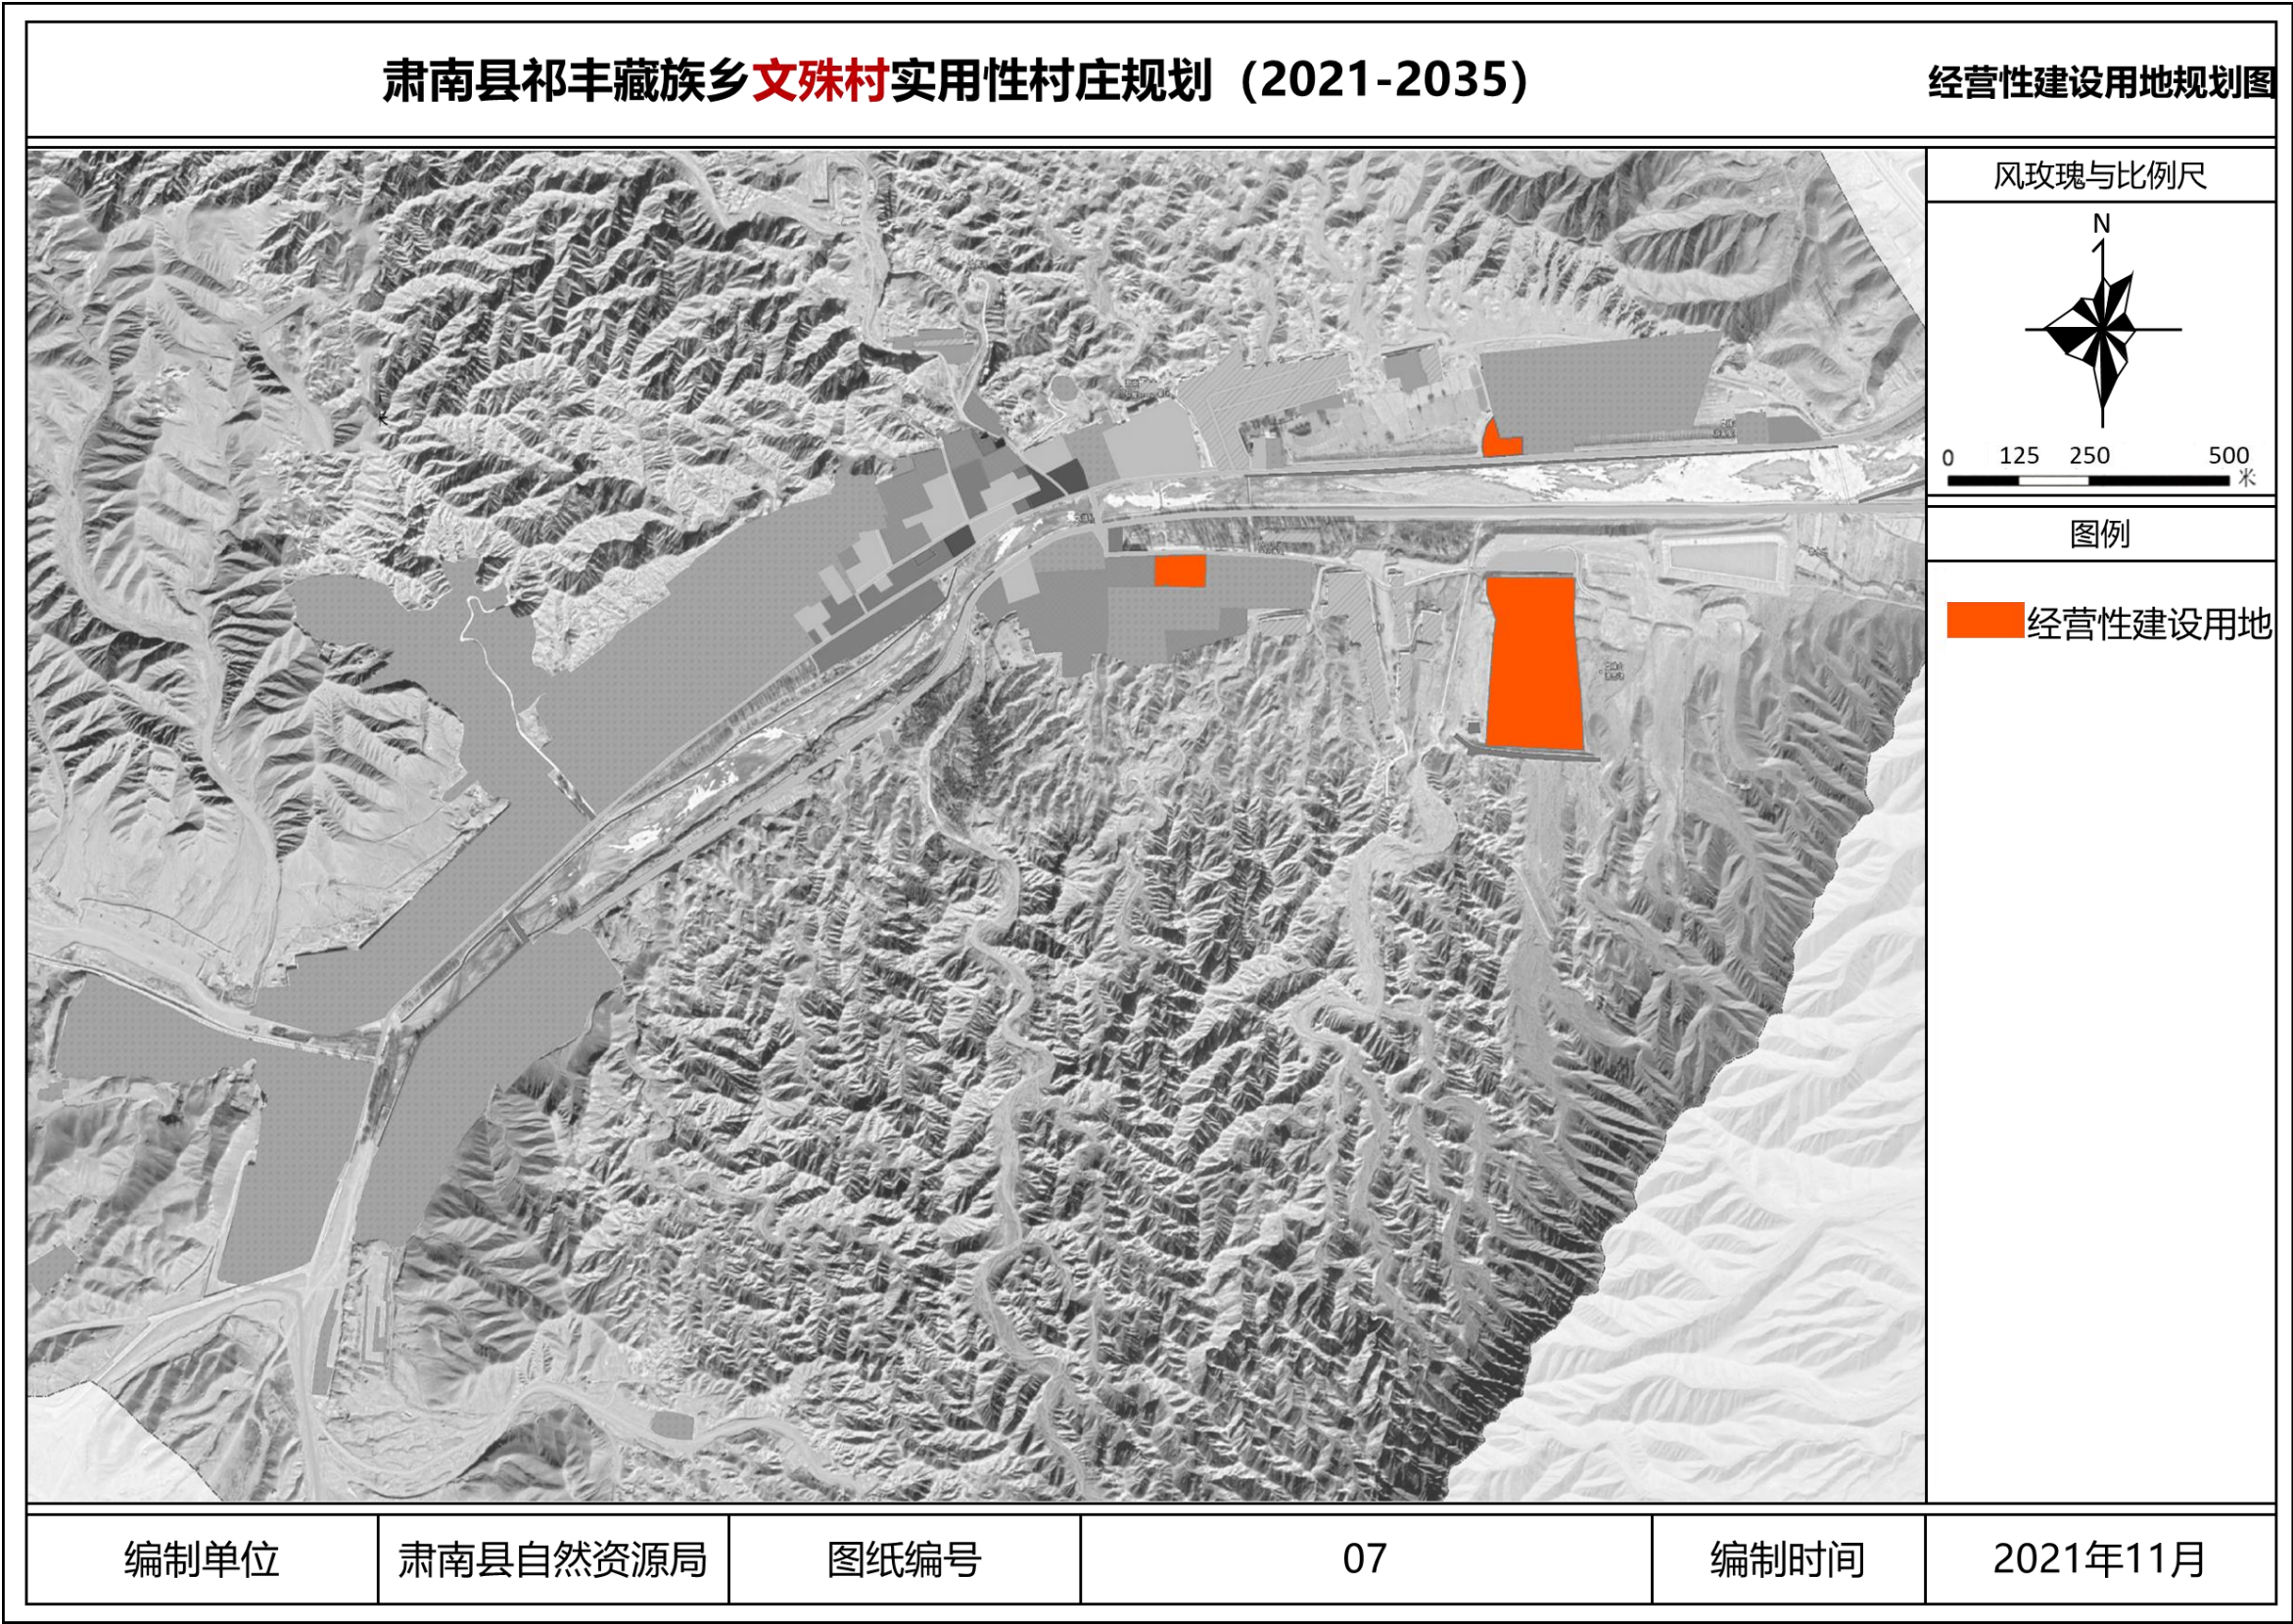 肃南县祁丰藏族乡文殊村实用性村庄规划（2021-2035）
经营性建设用地规划图
风玫瑰与比例尺
N
0 125 250 500
米
图例
经营性建设用地
编制单位 肃南县自然资源局 图纸编号 07 编制时间 2021年11月